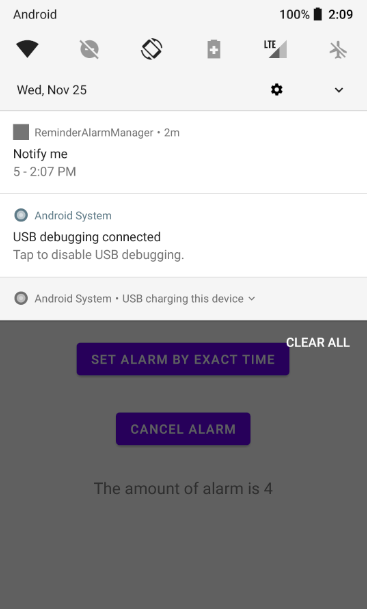 Android 100% 2:09
LTE
Wed, Nov 25
ReminderAlarmManager • 2m
Notify me
5 - 2:07 PM
Android System
USB debugging connected
Tap to disable USB debugging.
Android System • USB charging this device
CLEAR ALL
SET ALARM BY EXACT TIME
CANCEL ALARM
The amount of alarm is 4